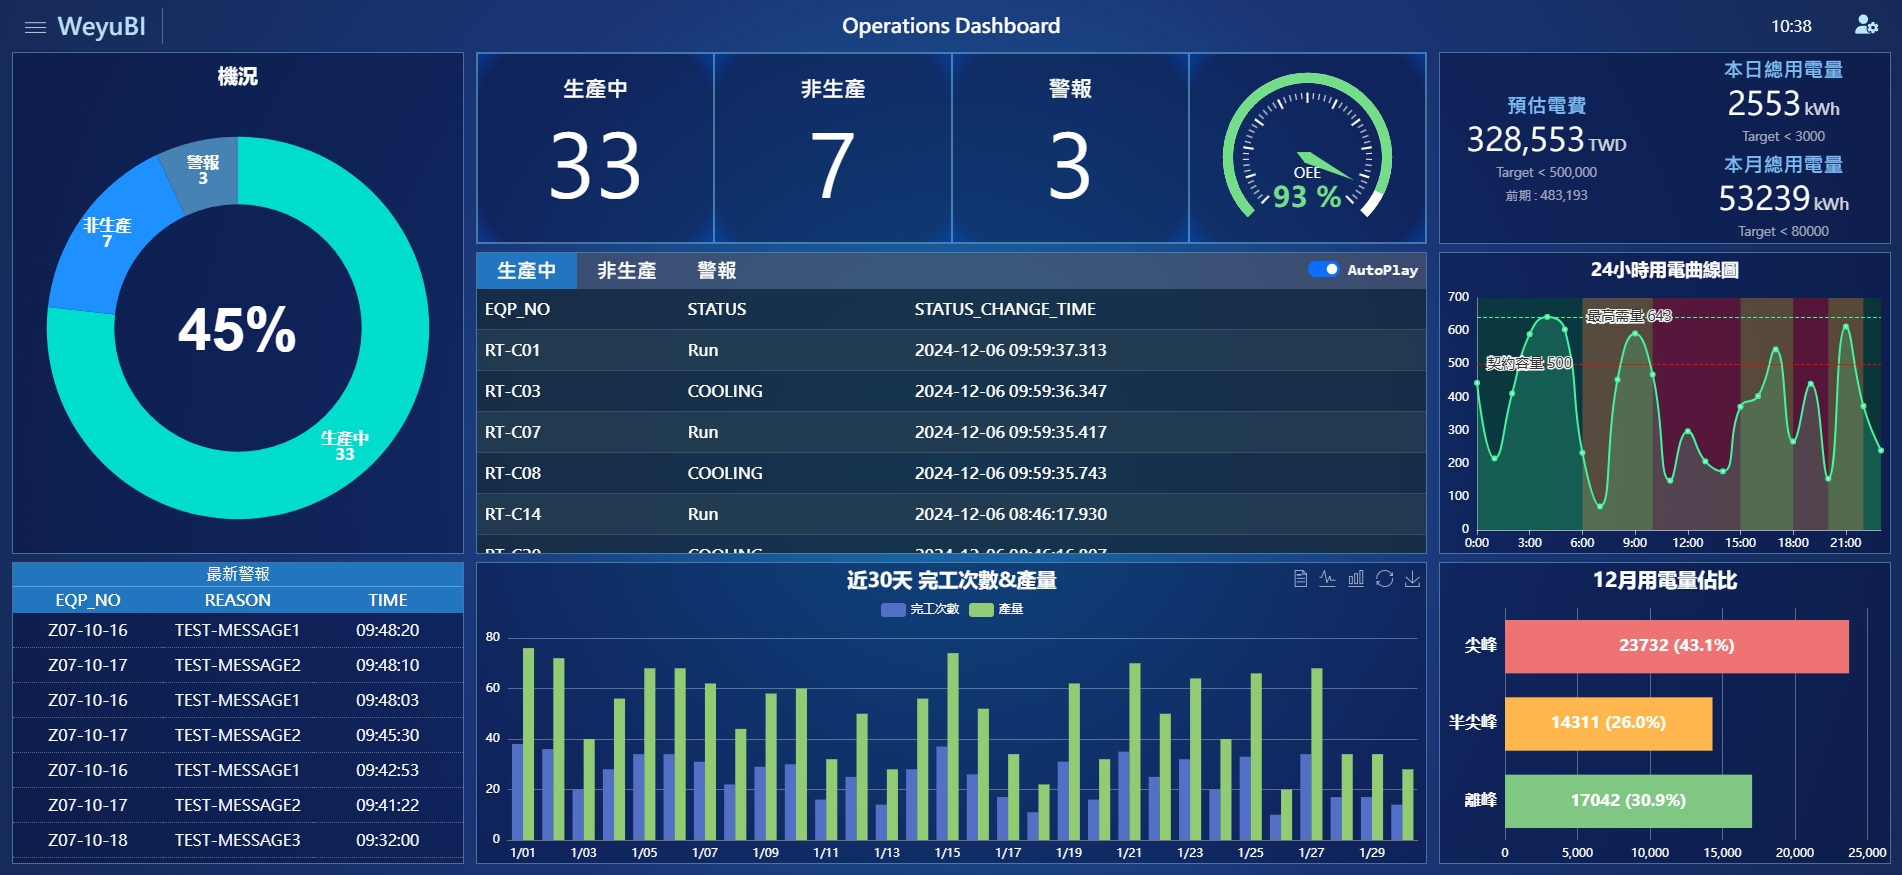 WeyuBI
Operations Dashboard
10:38
機況
警報
3
非生產
7
45%
生產中
33
生產中
33
非生產
7
警報
3
OEE
93 %
預估電費
328,553 TWD
Target < 500,000
前期 : 483,193
本日總用電量
2553 kWh
Target < 3000
本月總用電量
53239 kWh
Target < 80000
生產中 非生產 警報
AutoPlay
EQP_NO STATUS STATUS_CHANGE_TIME
RT-C01 Run 2024-12-06 09:59:37.313
RT-C03 COOLING 2024-12-06 09:59:36.347
RT-C07 Run 2024-12-06 09:59:35.417
RT-C08 COOLING 2024-12-06 09:59:35.743
RT-C14 Run 2024-12-06 08:46:17.930
RT-C20 COOLING 2024-12-06 08:46:16.807
24小時用電曲線圖
700
600
500
400
300
200
100
0
最高需量 643
契約容量 500
0:00 3:00 6:00 9:00 12:00 15:00 18:00 21:00
最新警報
EQP_NO REASON TIME
Z07-10-16 TEST-MESSAGE1 09:48:20
Z07-10-17 TEST-MESSAGE2 09:48:10
Z07-10-16 TEST-MESSAGE1 09:48:03
Z07-10-17 TEST-MESSAGE2 09:45:30
Z07-10-16 TEST-MESSAGE1 09:42:53
Z07-10-17 TEST-MESSAGE2 09:41:22
Z07-10-18 TEST-MESSAGE3 09:32:00
近30天 完工次數&產量
完工次數 產量
80
60
40
20
0
1/01 1/03 1/05 1/07 1/09 1/11 1/13 1/15 1/17 1/19 1/21 1/23 1/25 1/27 1/29
12月用電量佔比
尖峰 23732 (43.1%)
半尖峰 14311 (26.0%)
離峰 17042 (30.9%)
0 5,000 10,000 15,000 20,000 25,000